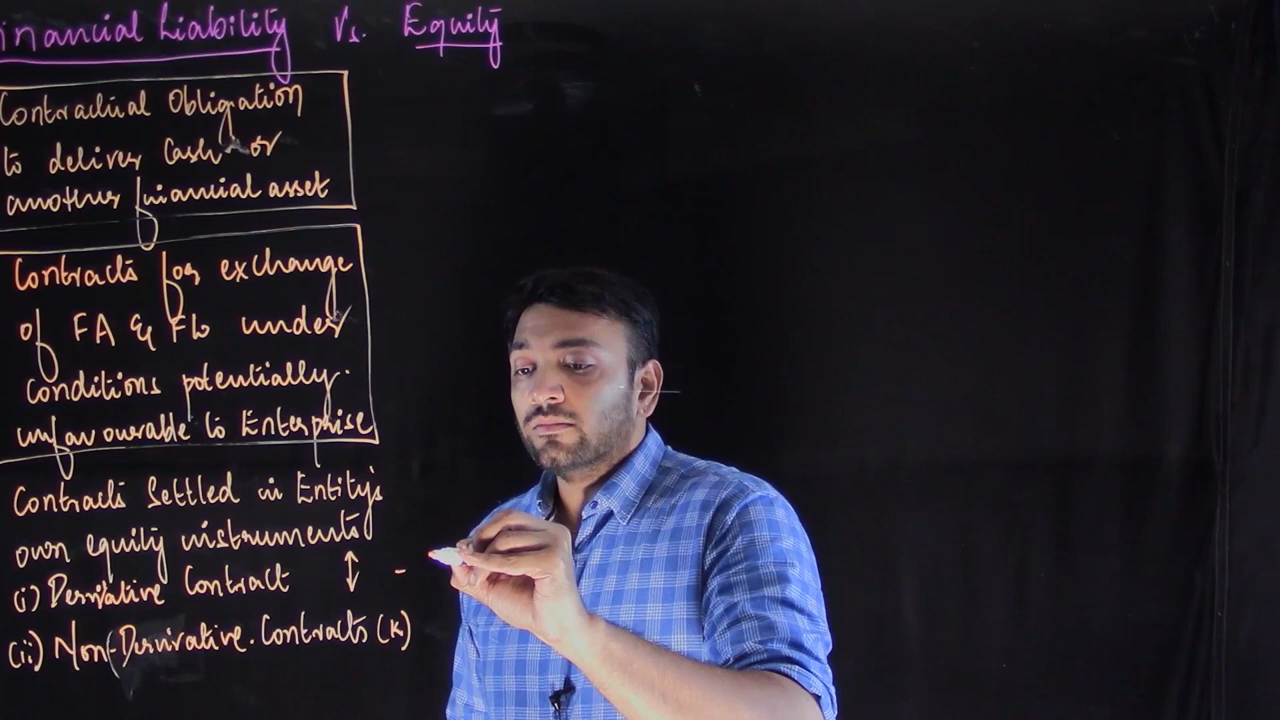 inancial Liability Vs. Equity
Contractual Obligation
to deliver Cash or
another financial asset
Contracts for exchange
of FA & FL under
conditions potentially
unfavourable to Enterprise
Contracts Settled in Entity's
own equity instruments
(i) Derivative Contract ↕ -
(ii) Non-Derivative Contracts (K)